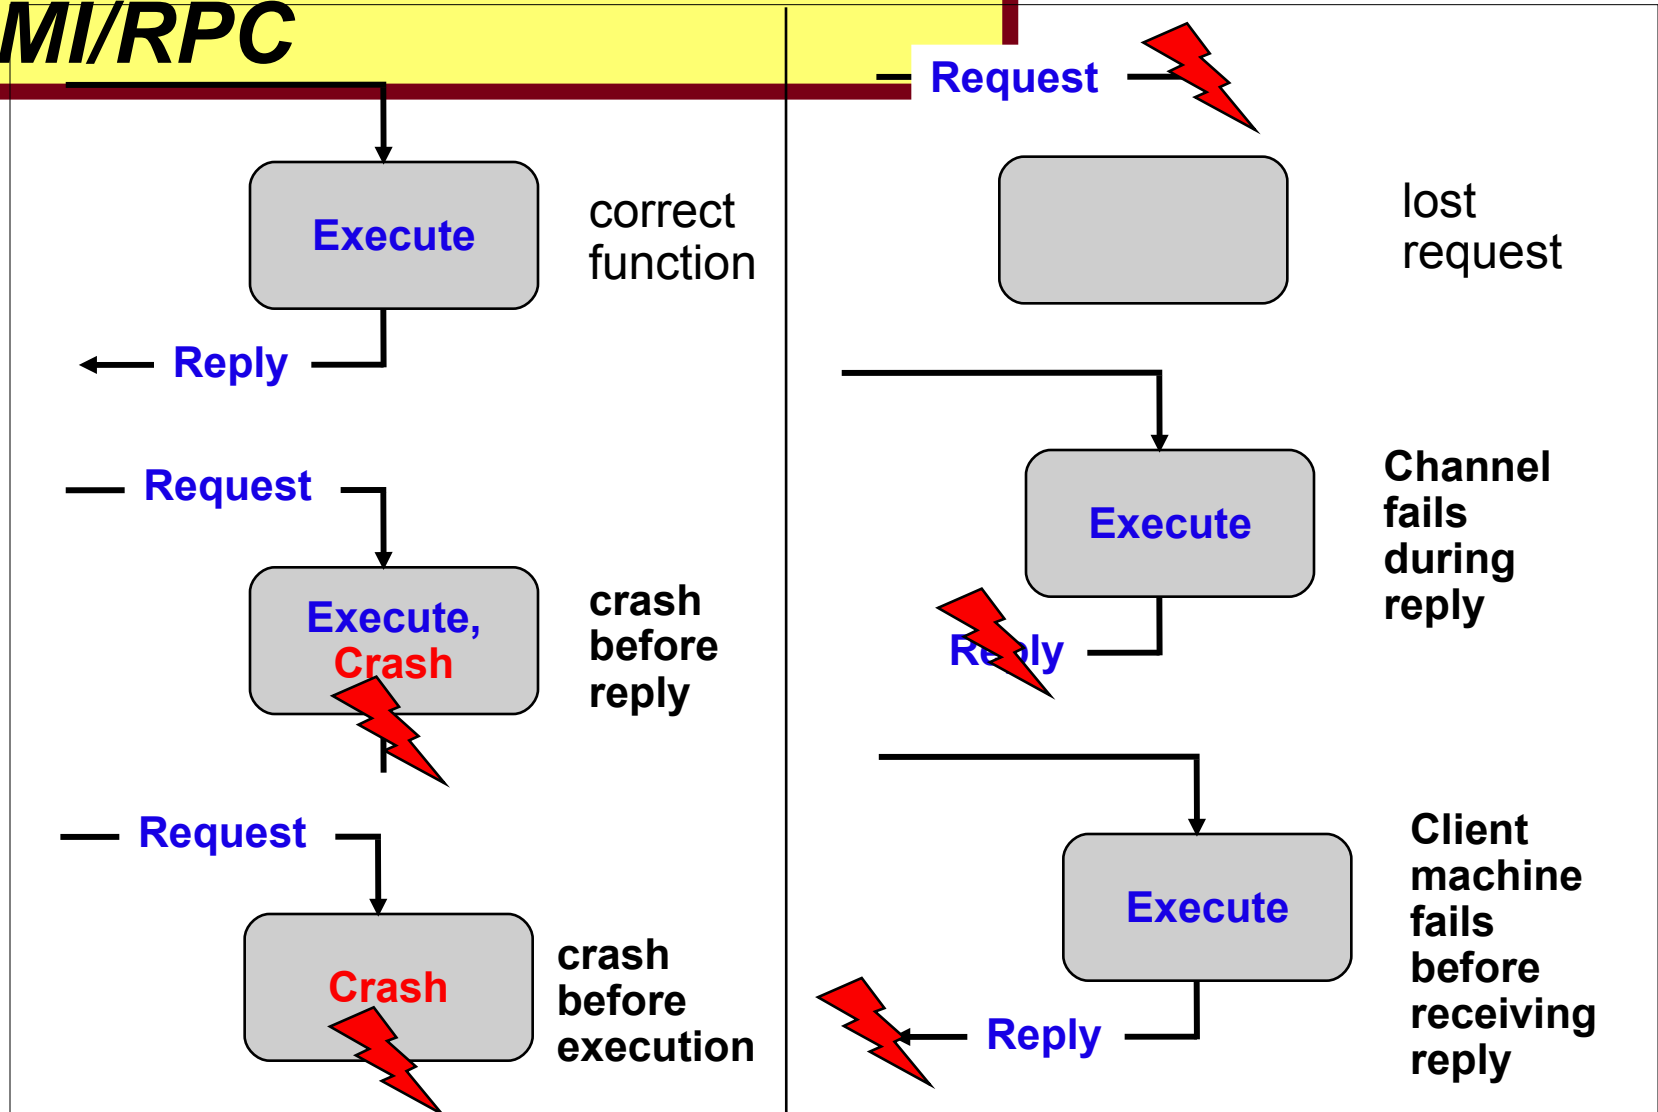 MI/RPC
Execute
correct
function
Reply
Request
Execute,
Crash
crash
before
reply
Request
Crash
crash
before
execution
Request
lost
request
Execute
Channel
fails
during
reply
Reply
Execute
Client
machine
fails
before
receiving
reply
Reply